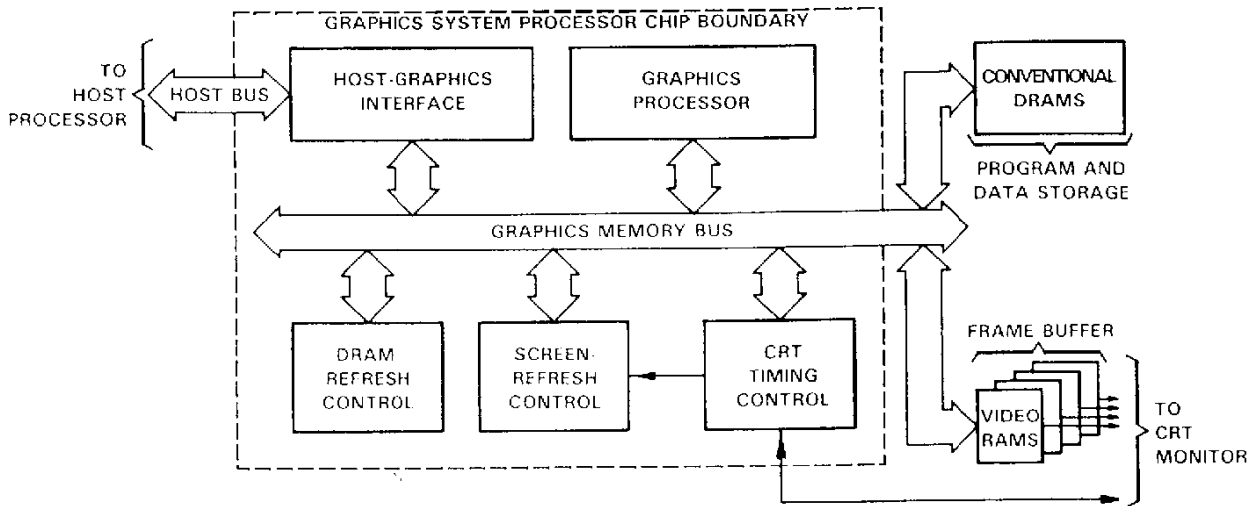 GRAPHICS SYSTEM PROCESSOR CHIP BOUNDARY
TO
HOST
PROCESSOR
HOST BUS
HOST-GRAPHICS
INTERFACE
GRAPHICS
PROCESSOR
CONVENTIONAL
DRAMS
PROGRAM AND
DATA STORAGE
GRAPHICS MEMORY BUS
DRAM
REFRESH
CONTROL
SCREEN-
REFRESH
CONTROL
CRT
TIMING
CONTROL
FRAME BUFFER
VIDEO
RAMS
TO
CRT
MONITOR